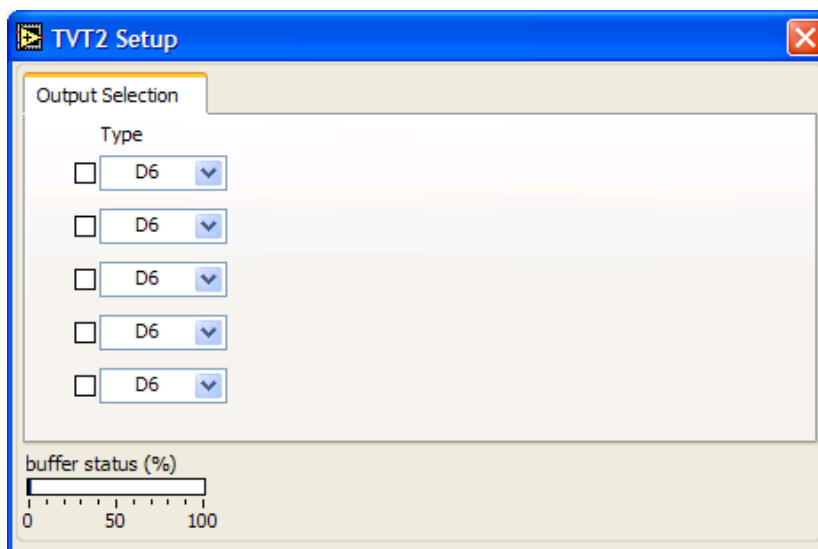 TVT2 Setup
Output Selection
Type
D6
D6
D6
D6
D6
buffer status (%)
0 50 100